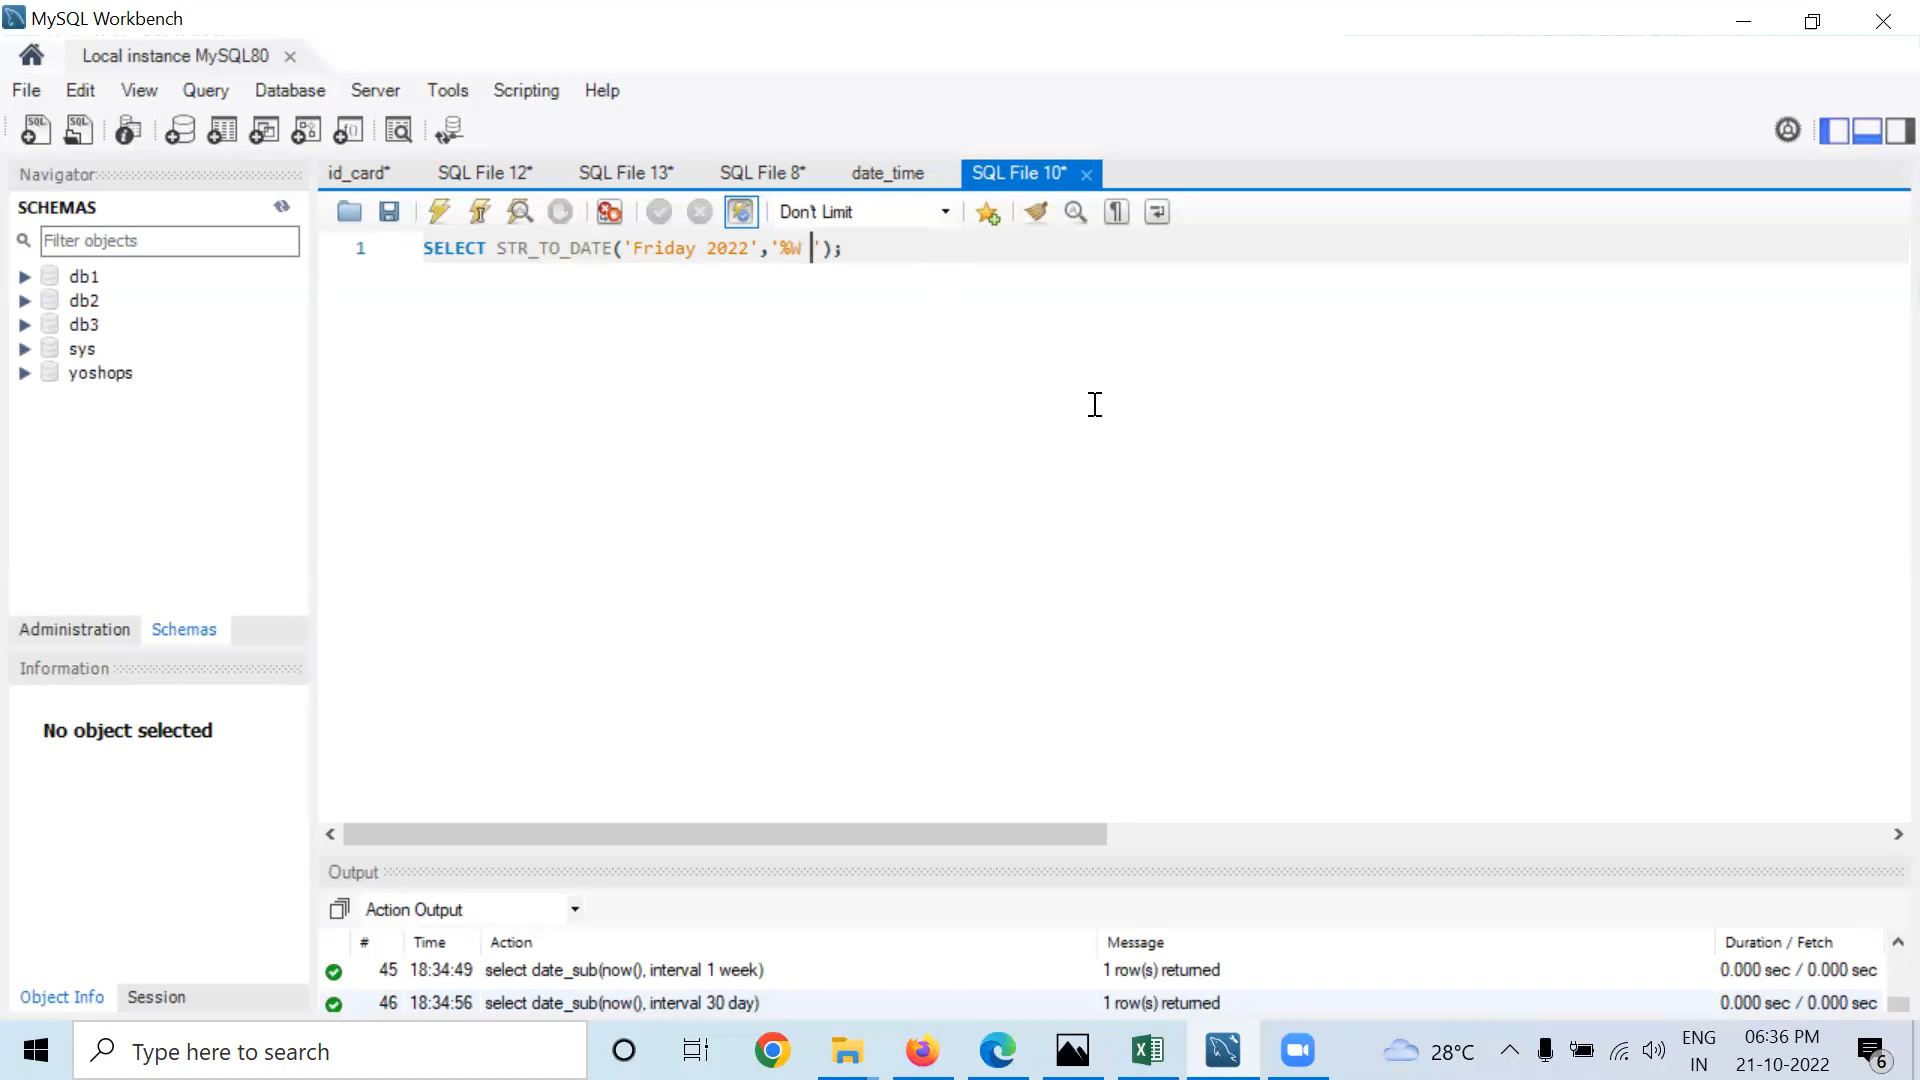 MySQL Workbench
Local instance MySQL80
File Edit View Query Database Server Tools Scripting Help
Navigator
id_card* SQL File 12* SQL File 13* SQL File 8* date_time SQL File 10*
SCHEMAS
Don't Limit
Filter objects
1 SELECT STR_TO_DATE('Friday 2022','%W ');
db1
db2
db3
sys
yoshops
Administration Schemas
Information
No object selected
Output
Action Output
# Time Action Message Duration / Fetch
45 18:34:49 select date_sub(now(), interval 1 week) 1 row(s) returned 0.000 sec / 0.000 sec
46 18:34:56 select date_sub(now(), interval 30 day) 1 row(s) returned 0.000 sec / 0.000 sec
Object Info Session
Type here to search
28°C
ENG
IN
06:36 PM
21-10-2022
6